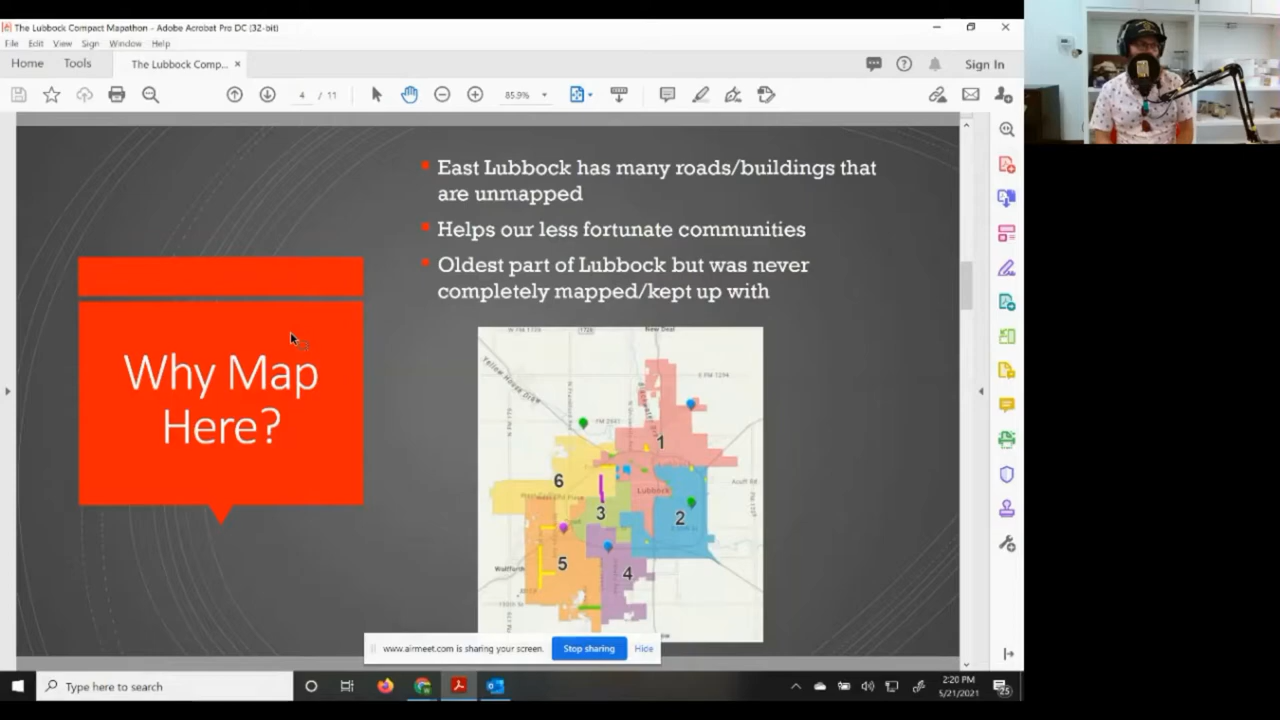 The Lubbock Compact Mapathon - Adobe Acrobat Pro DC (32-bit)
File Edit View Sign Window Help
Home Tools The Lubbock Comp... × Sign In
4 / 11 85.9%
East Lubbock has many roads/buildings that
are unmapped
Helps our less fortunate communities
Oldest part of Lubbock but was never
completely mapped/kept up with
Why Map
Here?
New Deal
Yellow House Draw
1
6
Lubbock
3
2
5
4
www.airmeet.com is sharing your screen. Stop sharing Hide
Type here to search
2:20 PM
5/21/2021
25